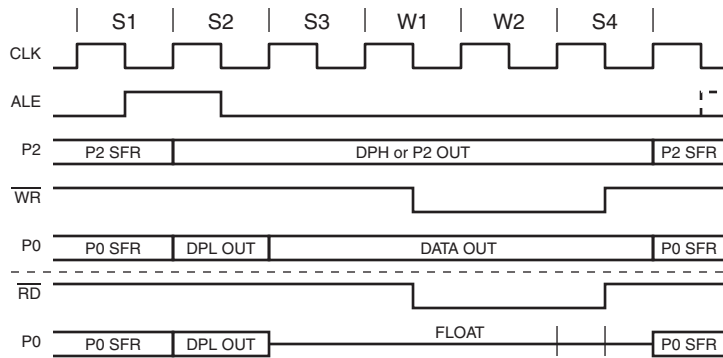 S1 S2 S3 W1 W2 S4
CLK
ALE
P2 P2 SFR DPH or P2 OUT P2 SFR
WR
P0 P0 SFR DPL OUT DATA OUT P0 SFR
RD
P0 P0 SFR DPL OUT FLOAT P0 SFR